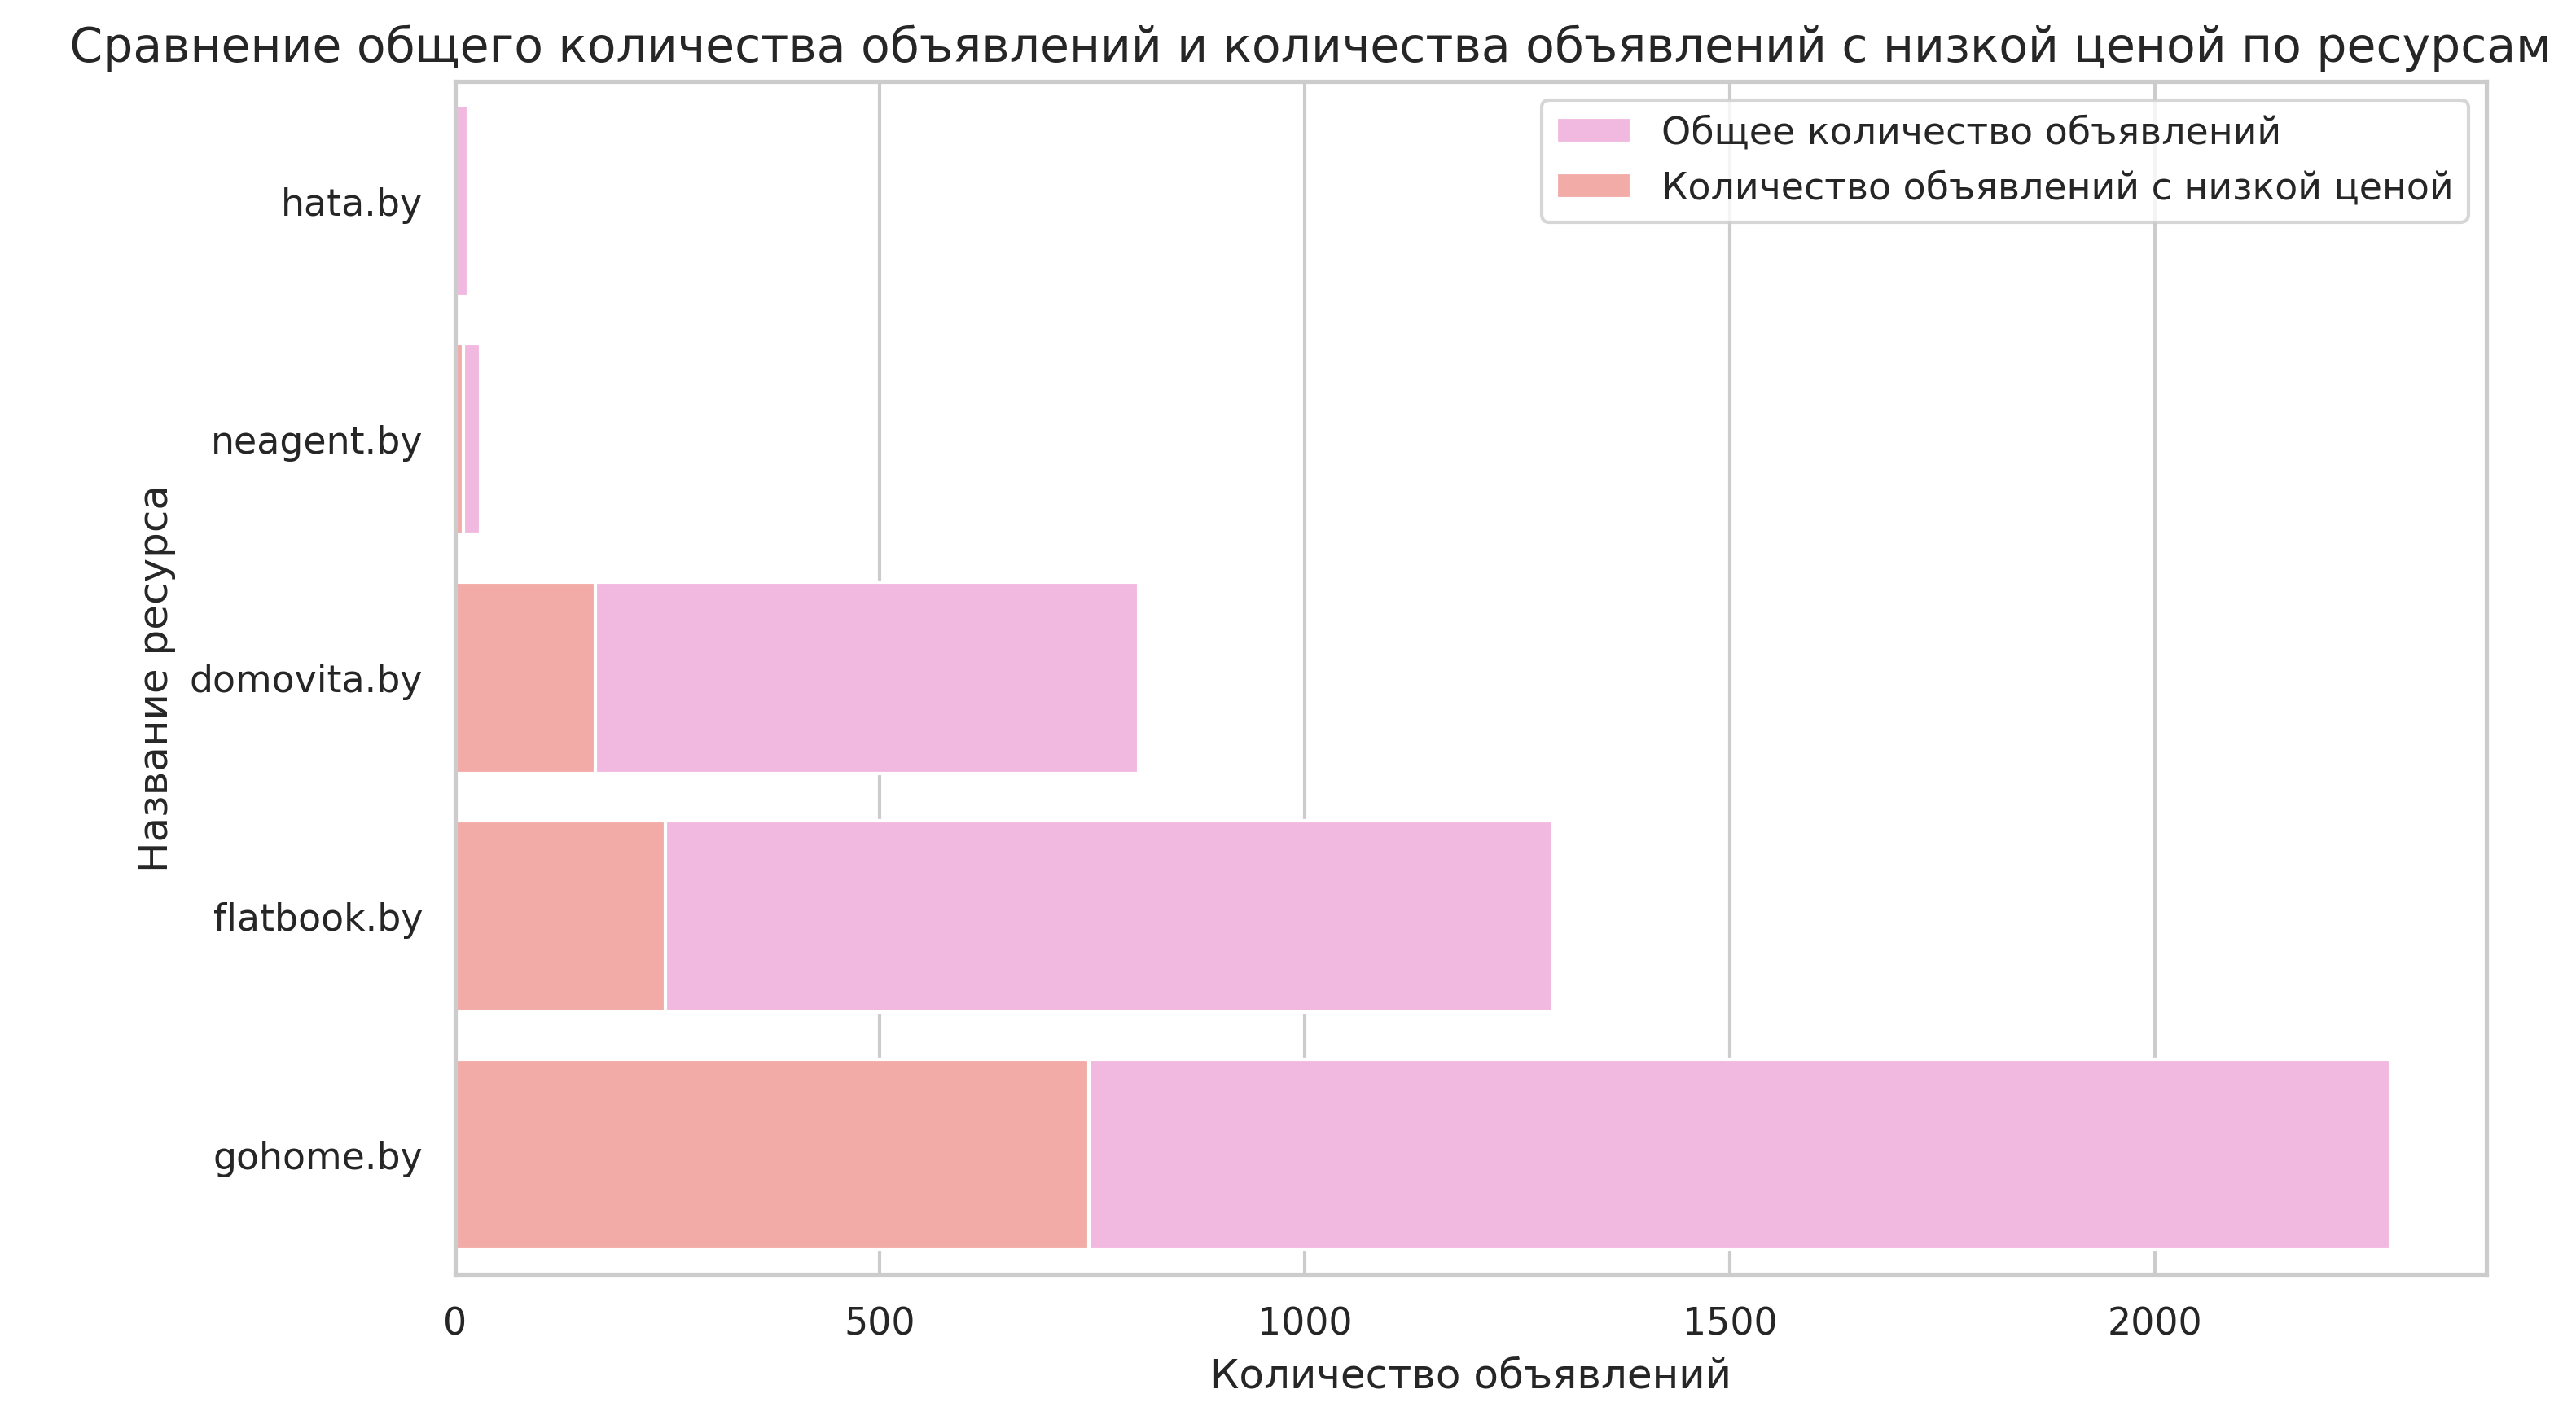 Сравнение общего количества объявлений и количества объявлений с низкой ценой по ресурсам
Общее количество объявлений
Количество объявлений с низкой ценой
Название ресурса
hata.by
neagent.by
domovita.by
flatbook.by
gohome.by
0 500 1000 1500 2000
Количество объявлений